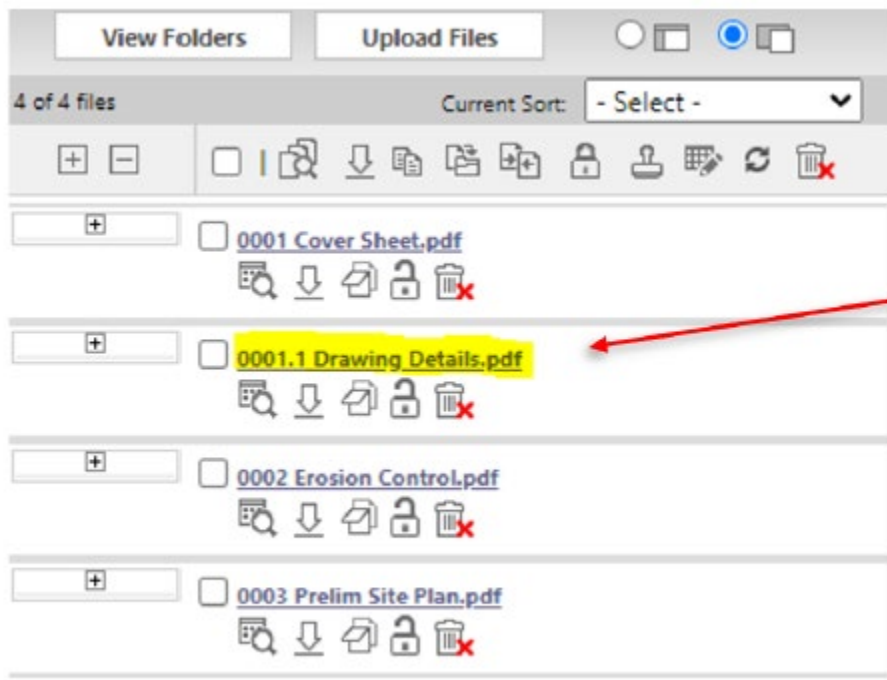 View Folders Upload Files
4 of 4 files Current Sort: - Select -
0001 Cover Sheet.pdf
0001.1 Drawing Details.pdf
0002 Erosion Control.pdf
0003 Prelim Site Plan.pdf